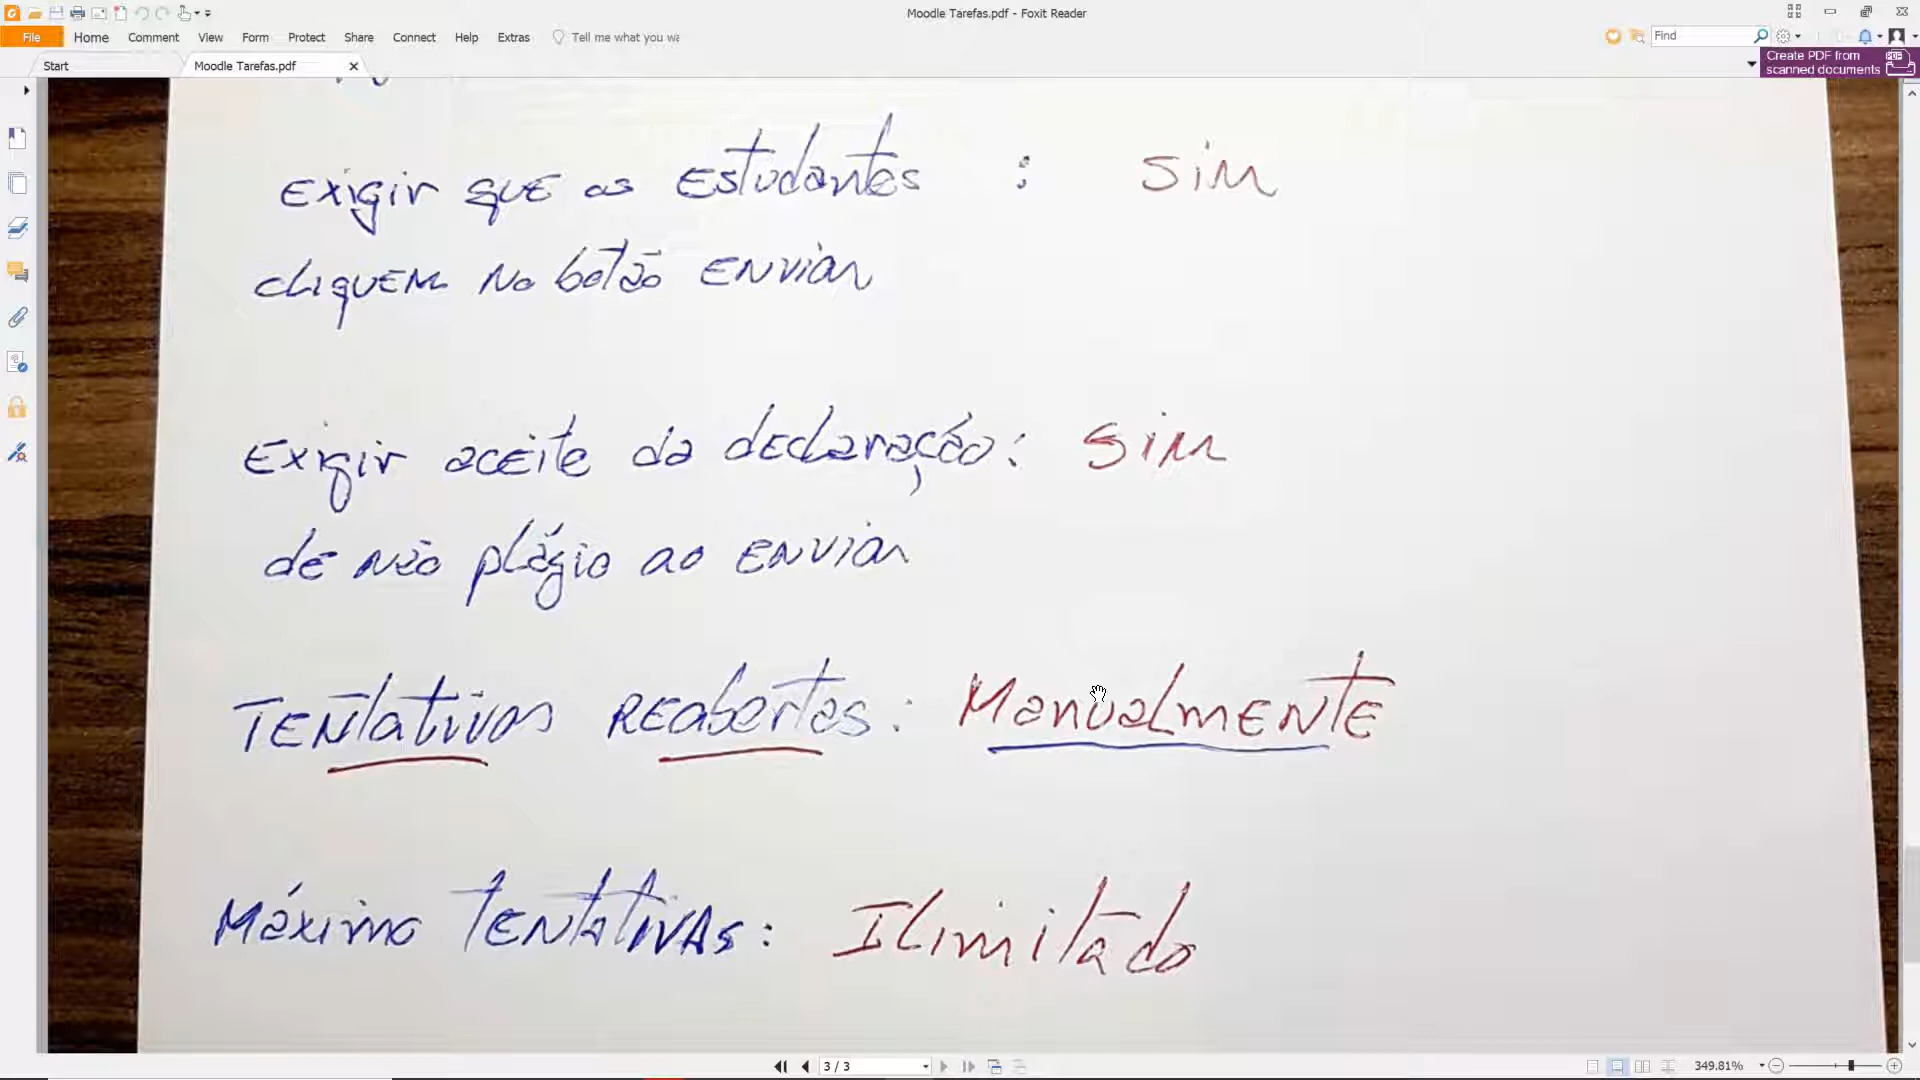 Moodle Tarefas.pdf - Foxit Reader
File Home Comment View Form Protect Share Connect Help Extras Tell me what you wa
Find
Start Moodle Tarefas.pdf
Create PDF from
scanned documents
Exigir que os Estudantes : Sim
cliquem no botão Enviar
Exigir aceite da declaração: Sim
de não plágio ao Enviar
Tentativas Reabertas: Manualmente
Máximo Tentativas: Ilimitado
3 / 3
349.81%